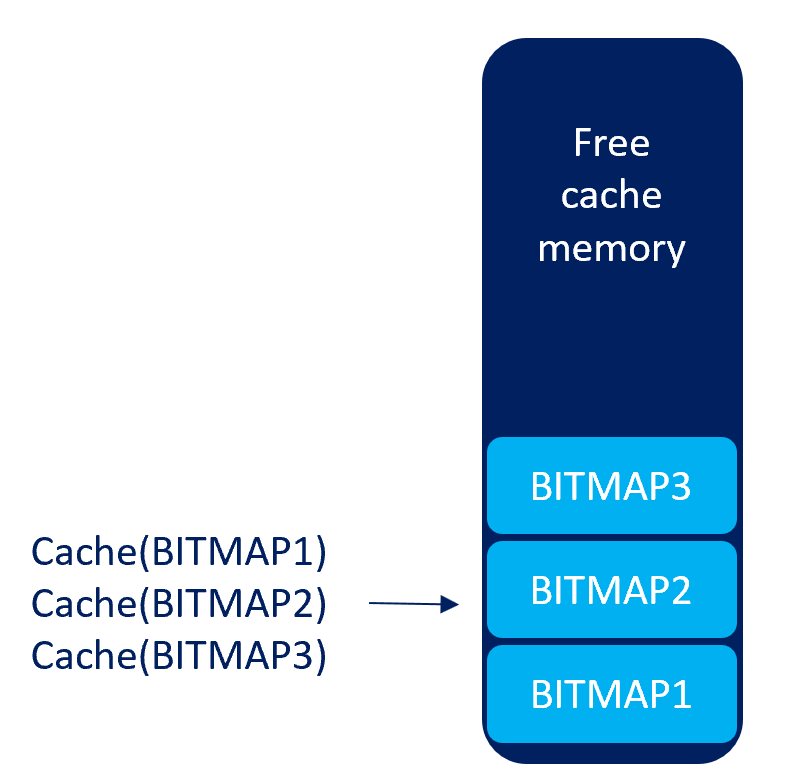 Free
cache
memory
BITMAP3
BITMAP2
BITMAP1
Cache(BITMAP1)
Cache(BITMAP2)
Cache(BITMAP3)